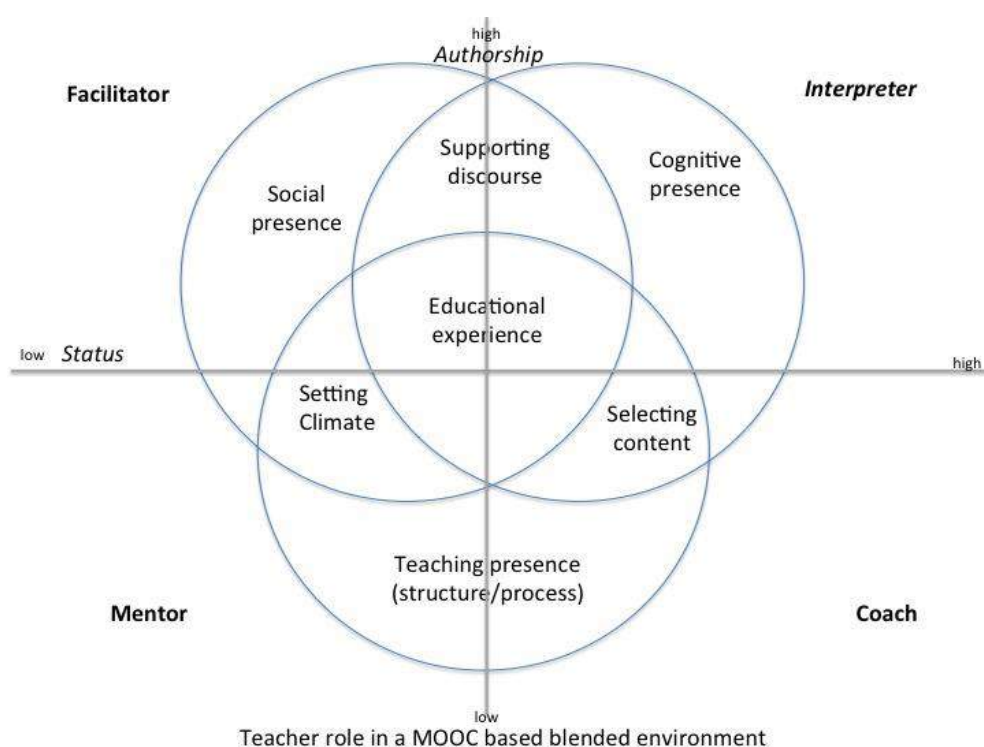 high
Authorship
Facilitator
Interpreter
Supporting
discourse
Cognitive
presence
Social
presence
Educational
experience
low Status
high
Setting
Climate
Selecting
content
Teaching presence
(structure/process)
Mentor
Coach
low
Teacher role in a MOOC based blended environment